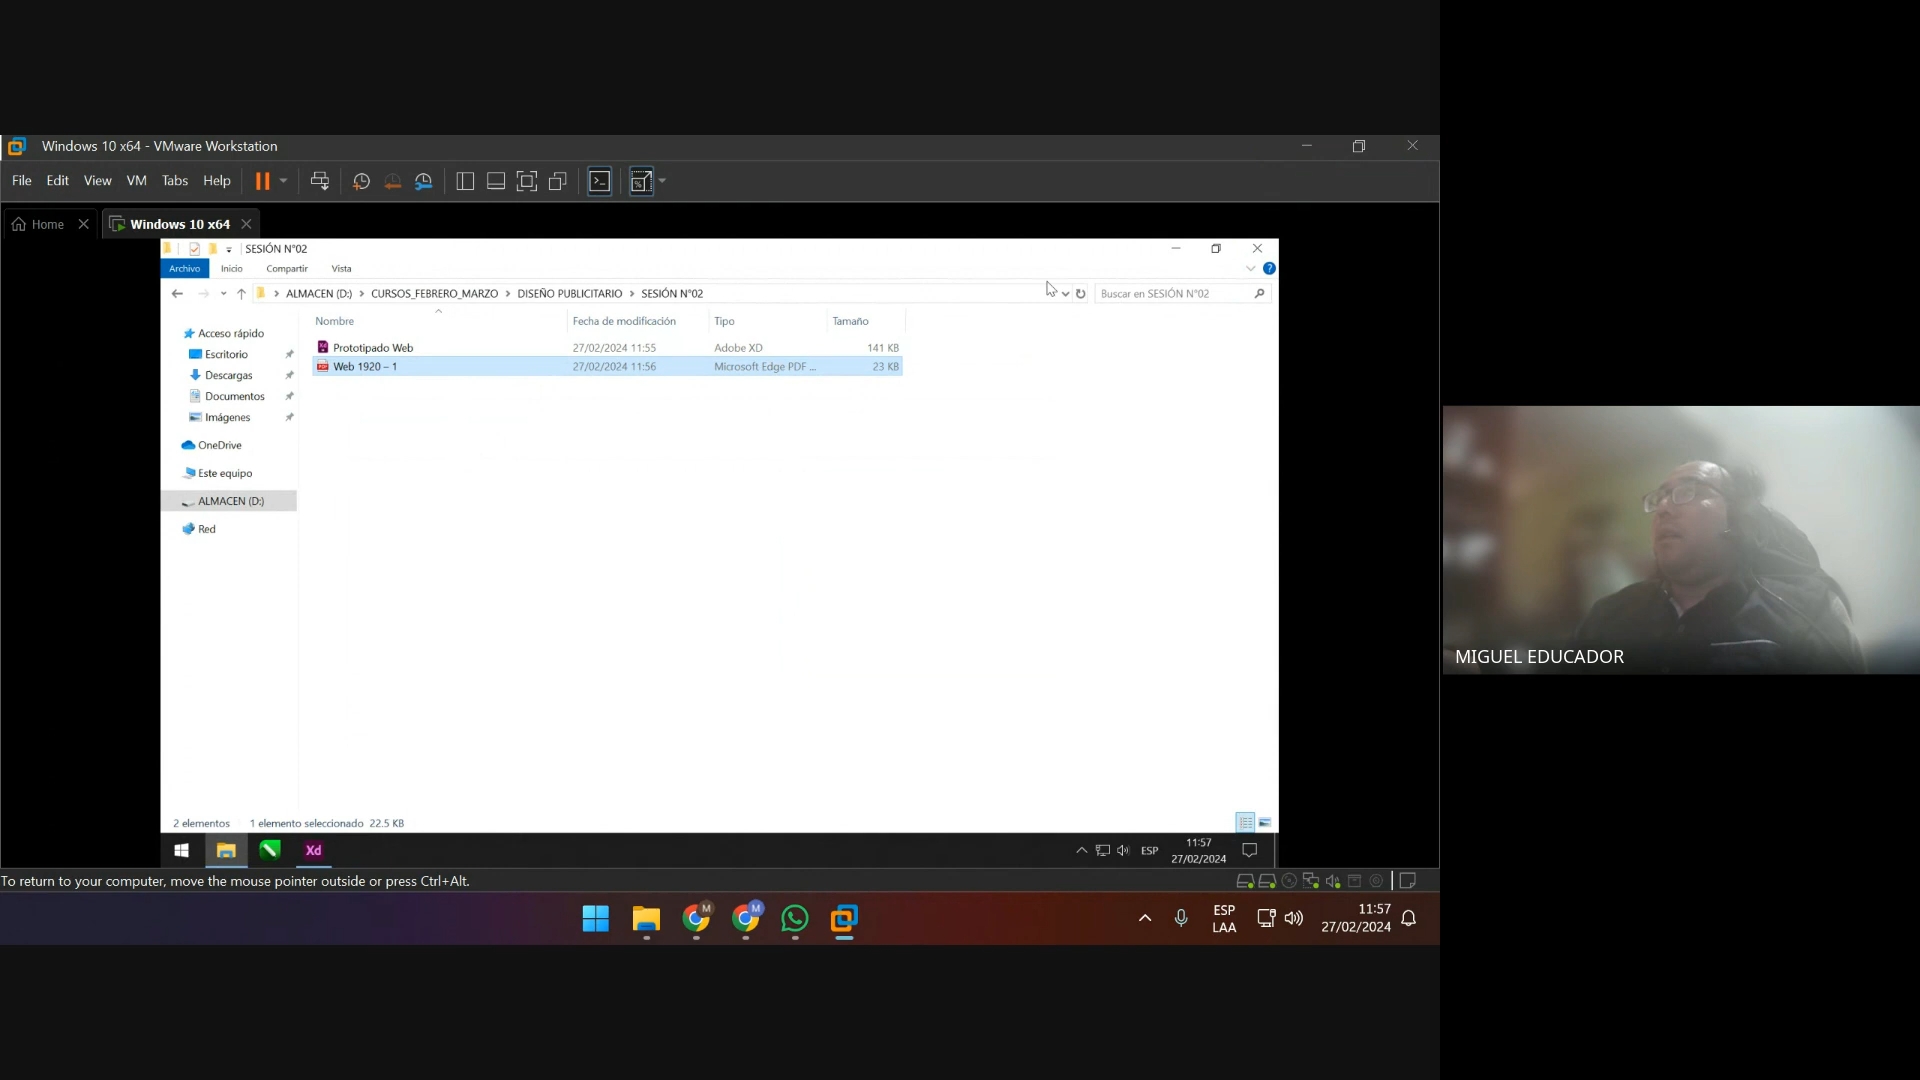 Windows 10 x64 - VMware Workstation
File Edit View VM Tabs Help
Home Windows 10 x64
SESIÓN N°02
Archivo Inicio Compartir Vista
ALMACEN (D:) CURSOS_FEBRERO_MARZO DISEÑO PUBLICITARIO SESIÓN N°02 Buscar en SESIÓN N°02
Nombre Fecha de modificación Tipo Tamaño
Prototipado Web 27/02/2024 11:55 Adobe XD 141 KB
Web 1920 – 1 27/02/2024 11:56 Microsoft Edge PDF ... 23 KB
Acceso rápido
Escritorio
Descargas
Documentos
Imágenes
OneDrive
Este equipo
ALMACEN (D:)
Red
MIGUEL EDUCADOR
2 elementos 1 elemento seleccionado 22.5 KB
Xd
ESP
11:57
27/02/2024
To return to your computer, move the mouse pointer outside or press Ctrl+Alt.
M
M
ESP
LAA
11:57
27/02/2024